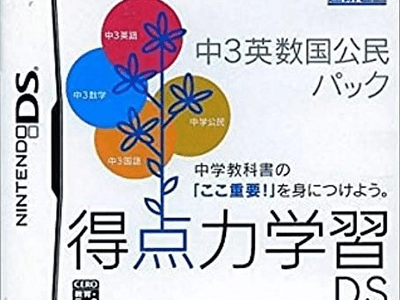 NINTENDO DS
中3英語
中3数学
中学公民
中3国語
中3英数国公民
パック
中学教科書の
「ここ重要!」を身につけよう。
得点力学習
DS
CERO